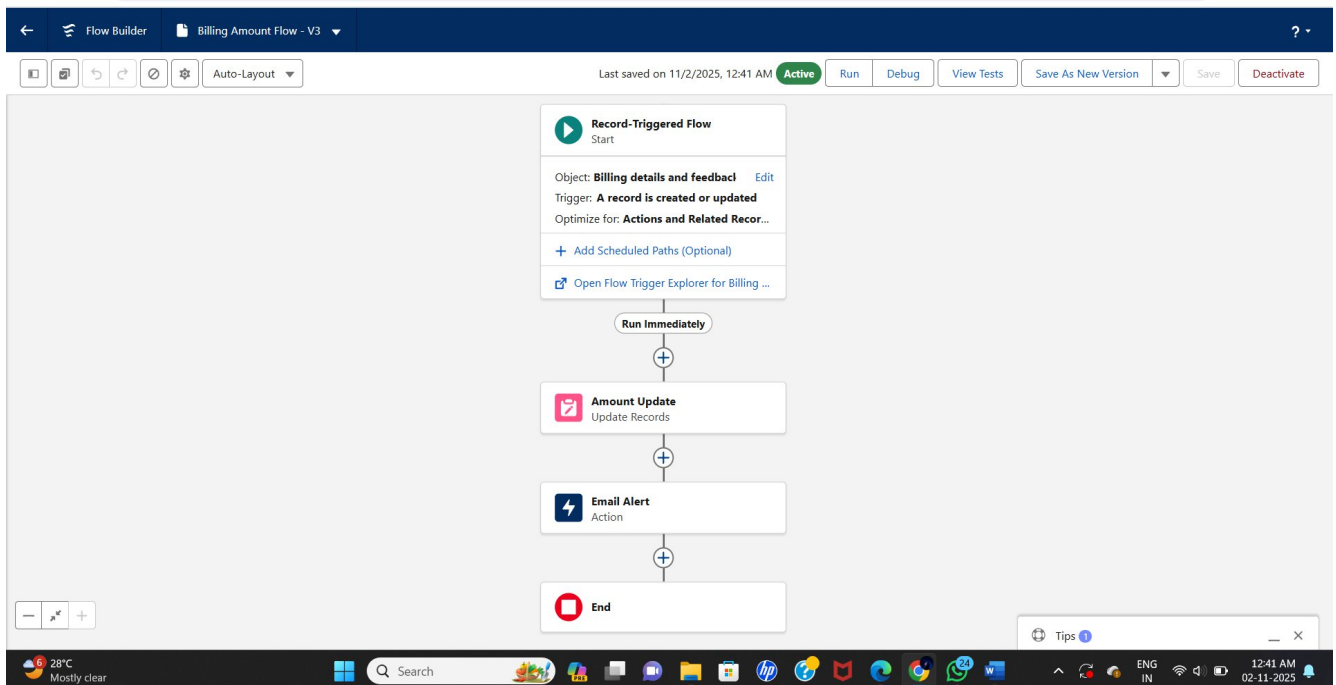 Flow Builder Billing Amount Flow - V3 ?
Auto-Layout Last saved on 11/2/2025, 12:41 AM Active Run Debug View Tests Save As New Version Save Deactivate
Record-Triggered Flow
Start
Object: Billing details and feedback Edit
Trigger: A record is created or updated
Optimize for: Actions and Related Recor...
Add Scheduled Paths (Optional)
Open Flow Trigger Explorer for Billing ...
Run Immediately
Amount Update
Update Records
Email Alert
Action
End
Tips 1
6 28°C
Mostly clear
Search
PRE
hp
24
W
ENG
IN
12:41 AM
02-11-2025